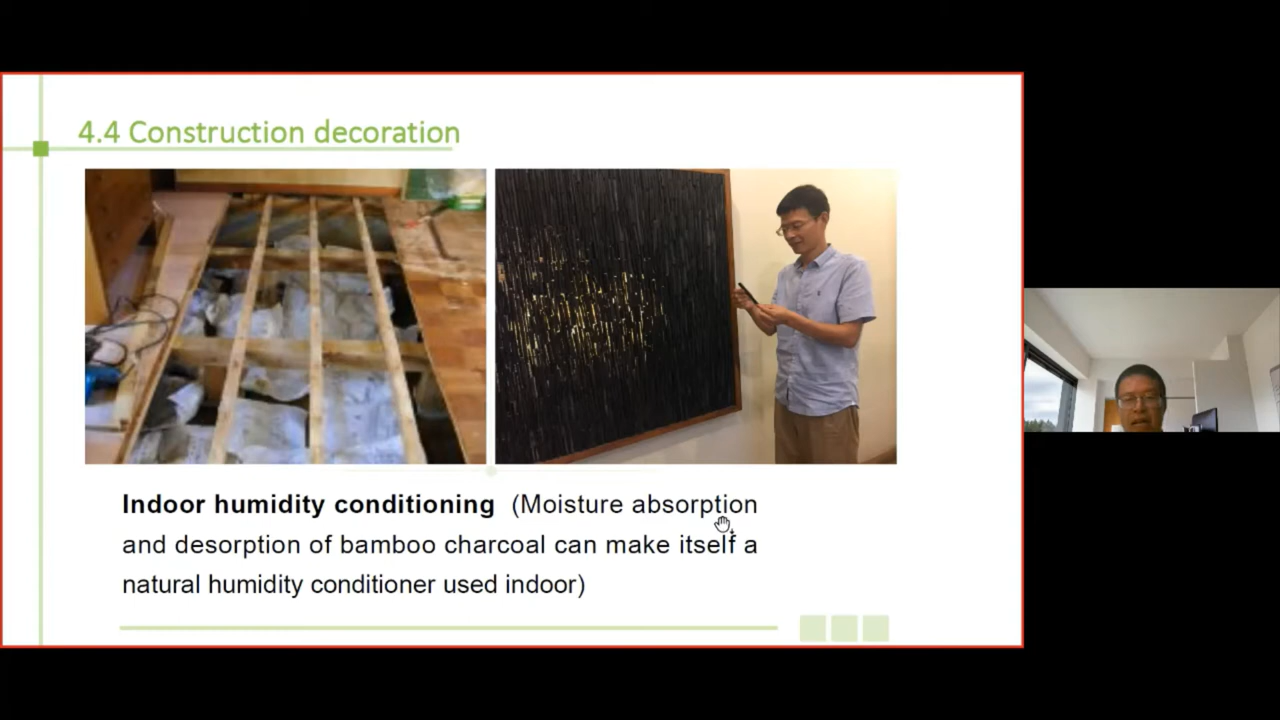 4.4 Construction decoration
Indoor humidity conditioning (Moisture absorption
and desorption of bamboo charcoal can make itself a
natural humidity conditioner used indoor)